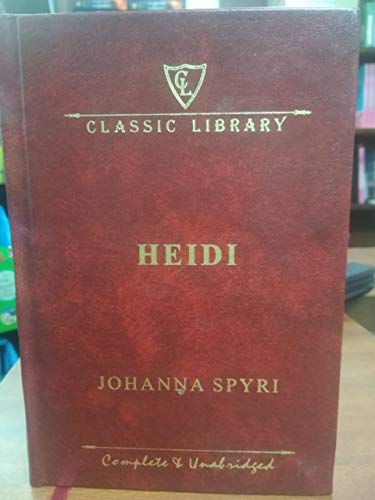 CL
CLASSIC LIBRARY
HEIDI
JOHANNA SPYRI
Complete & Unabridged